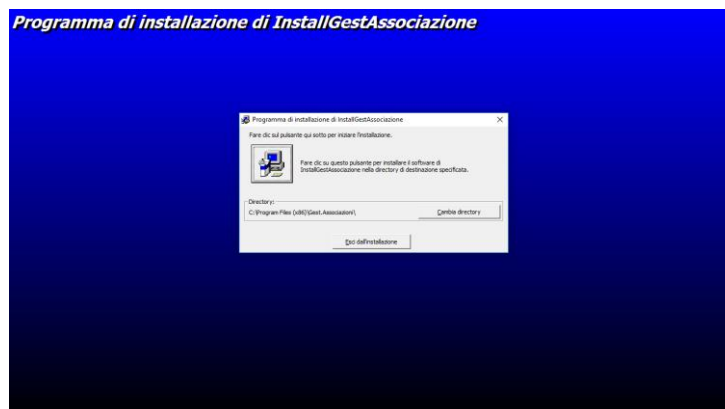 Programma di installazione di InstallGestAssociazione
Programma di installazione di InstallGestAssociazione
Fare clic sul pulsante qui sotto per iniziare l'installazione.
Fare clic su questo pulsante per installare il software di
InstallGestAssociazione nella directory di destinazione specificata.
Directory:
C:\Program Files (x86)\Gest.Associazioni\
Cambia directory
Esci dall'installazione